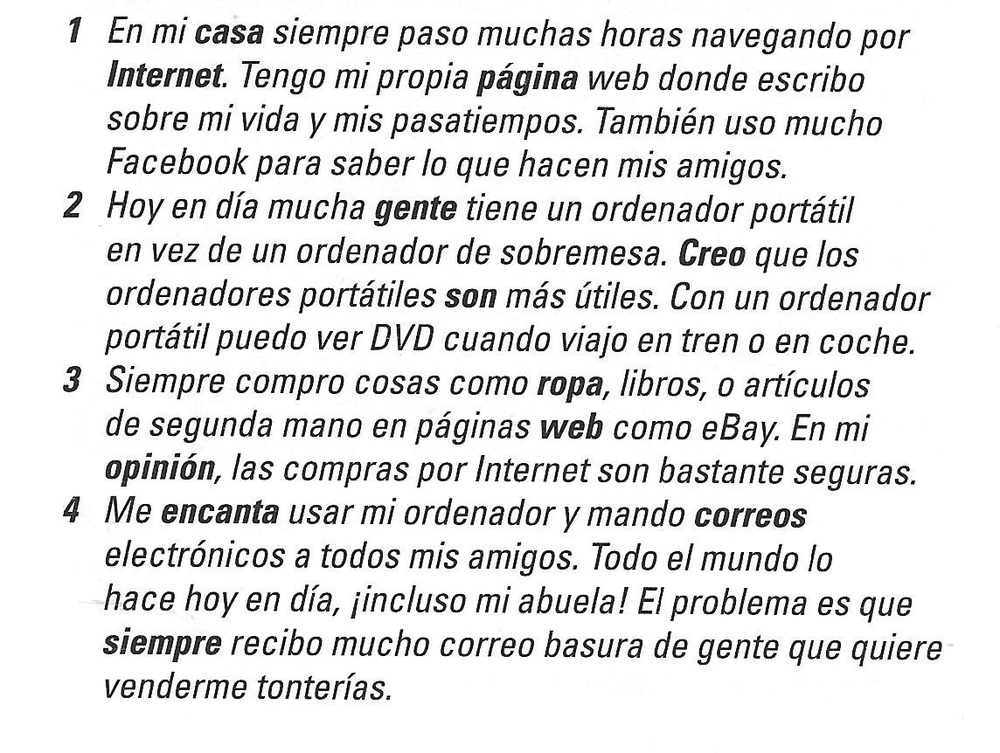 1 En mi casa siempre paso muchas horas navegando por
Internet. Tengo mi propia página web donde escribo
sobre mi vida y mis pasatiempos. También uso mucho
Facebook para saber lo que hacen mis amigos.
2 Hoy en día mucha gente tiene un ordenador portátil
en vez de un ordenador de sobremesa. Creo que los
ordenadores portátiles son más útiles. Con un ordenador
portátil puedo ver DVD cuando viajo en tren o en coche.
3 Siempre compro cosas como ropa, libros, o artículos
de segunda mano en páginas web como eBay. En mi
opinión, las compras por Internet son bastante seguras.
4 Me encanta usar mi ordenador y mando correos
electrónicos a todos mis amigos. Todo el mundo lo
hace hoy en día, ¡incluso mi abuela! El problema es que
siempre recibo mucho correo basura de gente que quiere
venderme tonterías.